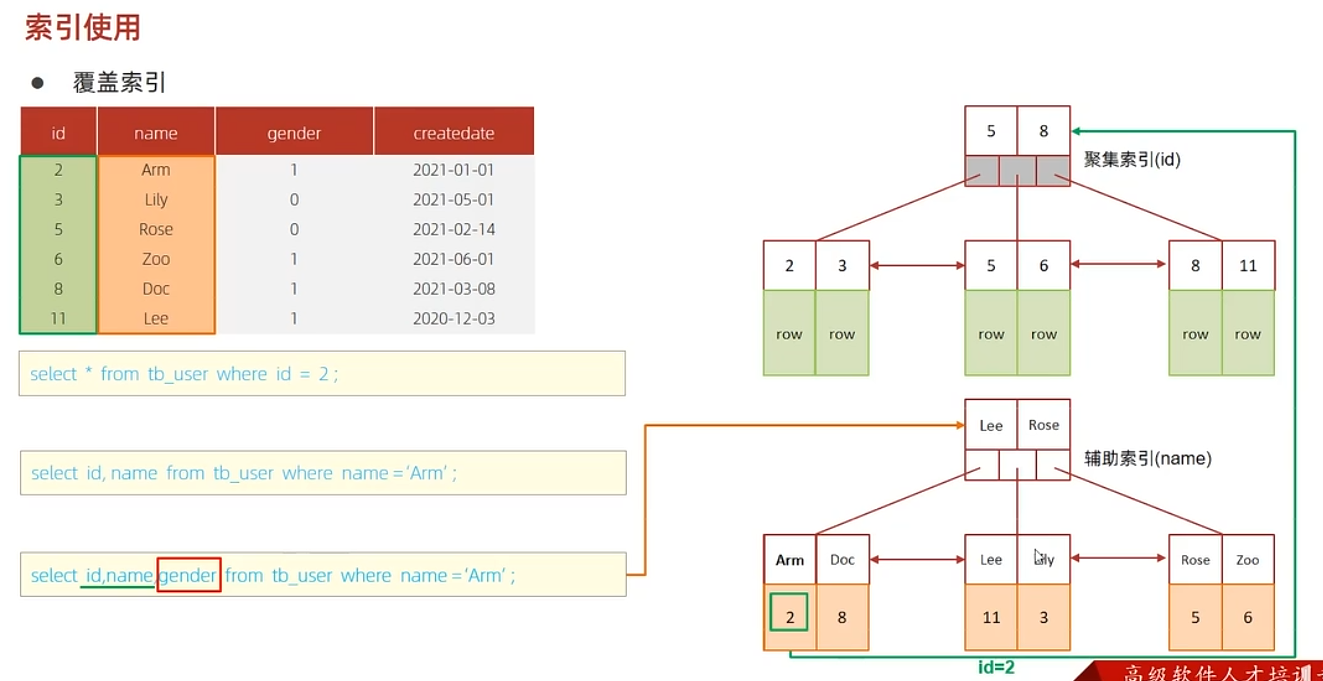 索引使用
● 覆盖索引
id name gender createdate
2 Arm 1 2021-01-01
3 Lily 0 2021-05-01
5 Rose 0 2021-02-14
6 Zoo 1 2021-06-01
8 Doc 1 2021-03-08
11 Lee 1 2020-12-03
select * from tb_user where id = 2 ;
select id, name from tb_user where name = ‘Arm’ ;
select id,name,gender from tb_user where name = ‘Arm’ ;
5 8
聚集索引(id)
2 3 5 6 8 11
row row row row row row
Lee Rose
辅助索引(name)
Arm Doc Lee Lily Rose Zoo
2 8 11 3 5 6
id=2
高级软件人才培训